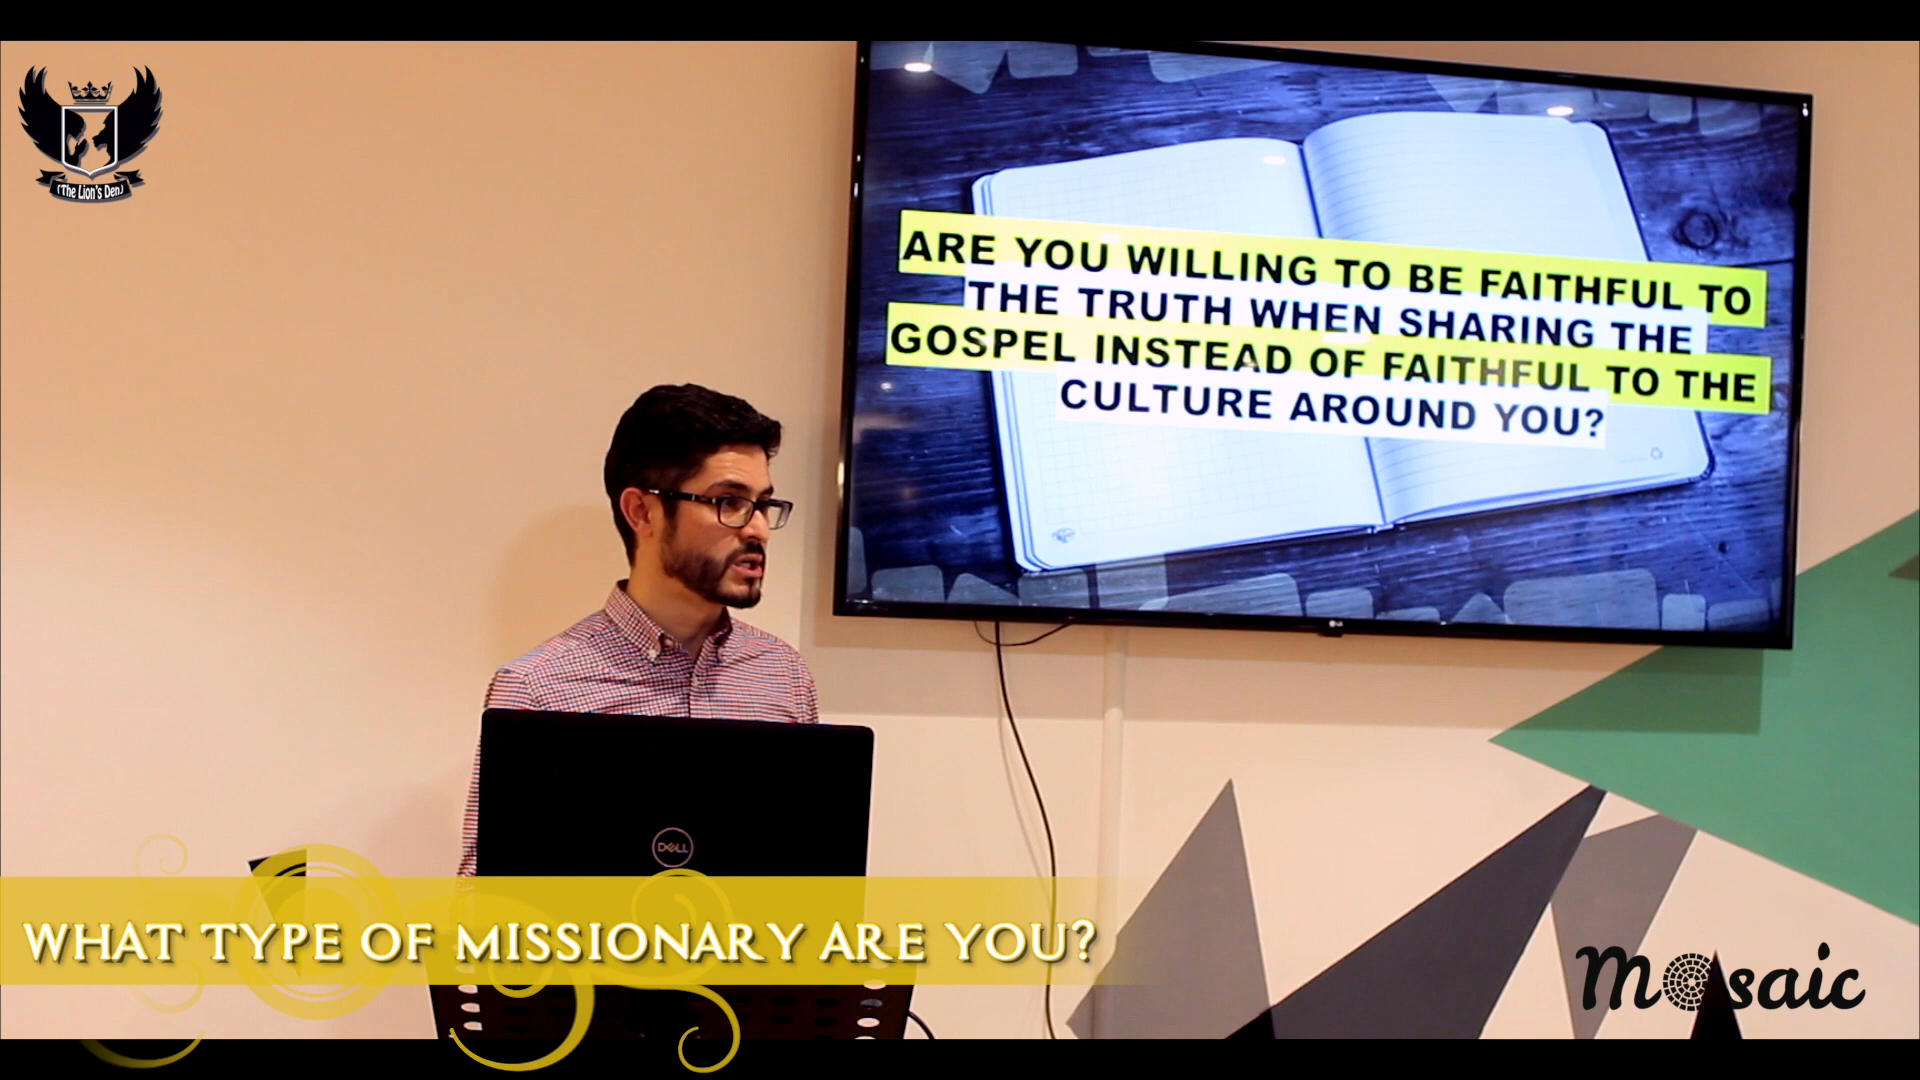 (The Lion's Den)
ARE YOU WILLING TO BE FAITHFUL TO
THE TRUTH WHEN SHARING THE
GOSPEL INSTEAD OF FAITHFUL TO THE
CULTURE AROUND YOU?
LG
DELL
WHAT TYPE OF MISSIONARY ARE YOU?
Mosaic